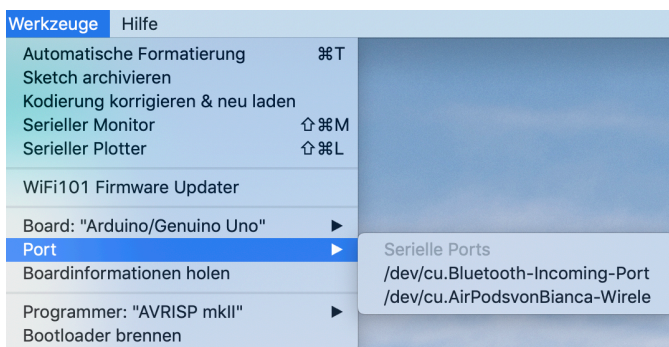 Werkzeuge Hilfe
Automatische Formatierung ⌘T
Sketch archivieren
Kodierung korrigieren & neu laden
Serieller Monitor ⇧⌘M
Serieller Plotter ⇧⌘L
WiFi101 Firmware Updater
Board: "Arduino/Genuino Uno" ▶
Port ▶
Serielle Ports
/dev/cu.Bluetooth-Incoming-Port
/dev/cu.AirPodsvonBianca-Wirele
Boardinformationen holen
Programmer: "AVRISP mkII" ▶
Bootloader brennen